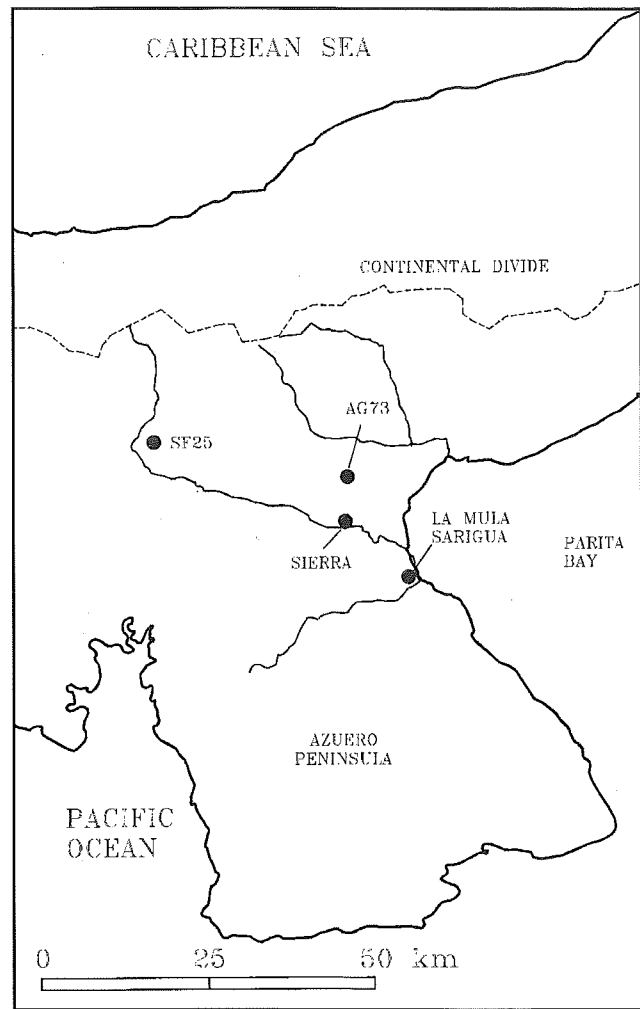 CARIBBEAN SEA
CONTINENTAL DIVIDE
AG73
SF25
LA MULA
SARIGUA
SIERRA
PARITA
BAY
AZUERO
PENINSULA
PACIFIC
OCEAN
0 25 50 km